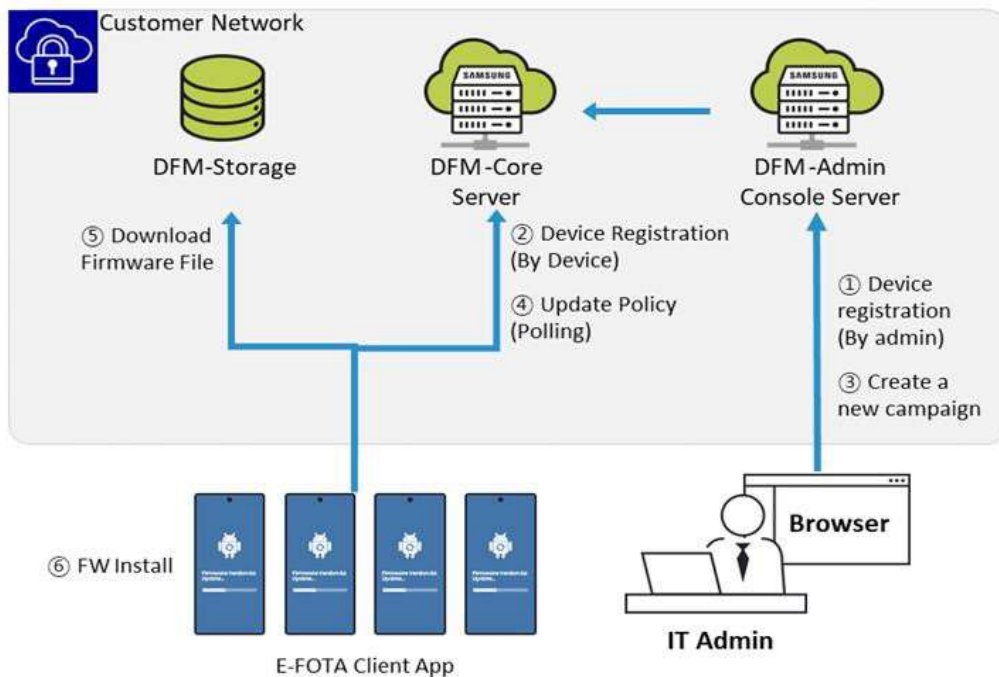 Customer Network
SAMSUNG
SAMSUNG
DFM-Storage
DFM-Core
Server
DFM-Admin
Console Server
⑤ Download
Firmware File
② Device Registration
(By Device)
④ Update Policy
(Polling)
① Device
registration
(By admin)
③ Create a
new campaign
⑥ FW Install
Browser
IT Admin
E-FOTA Client App